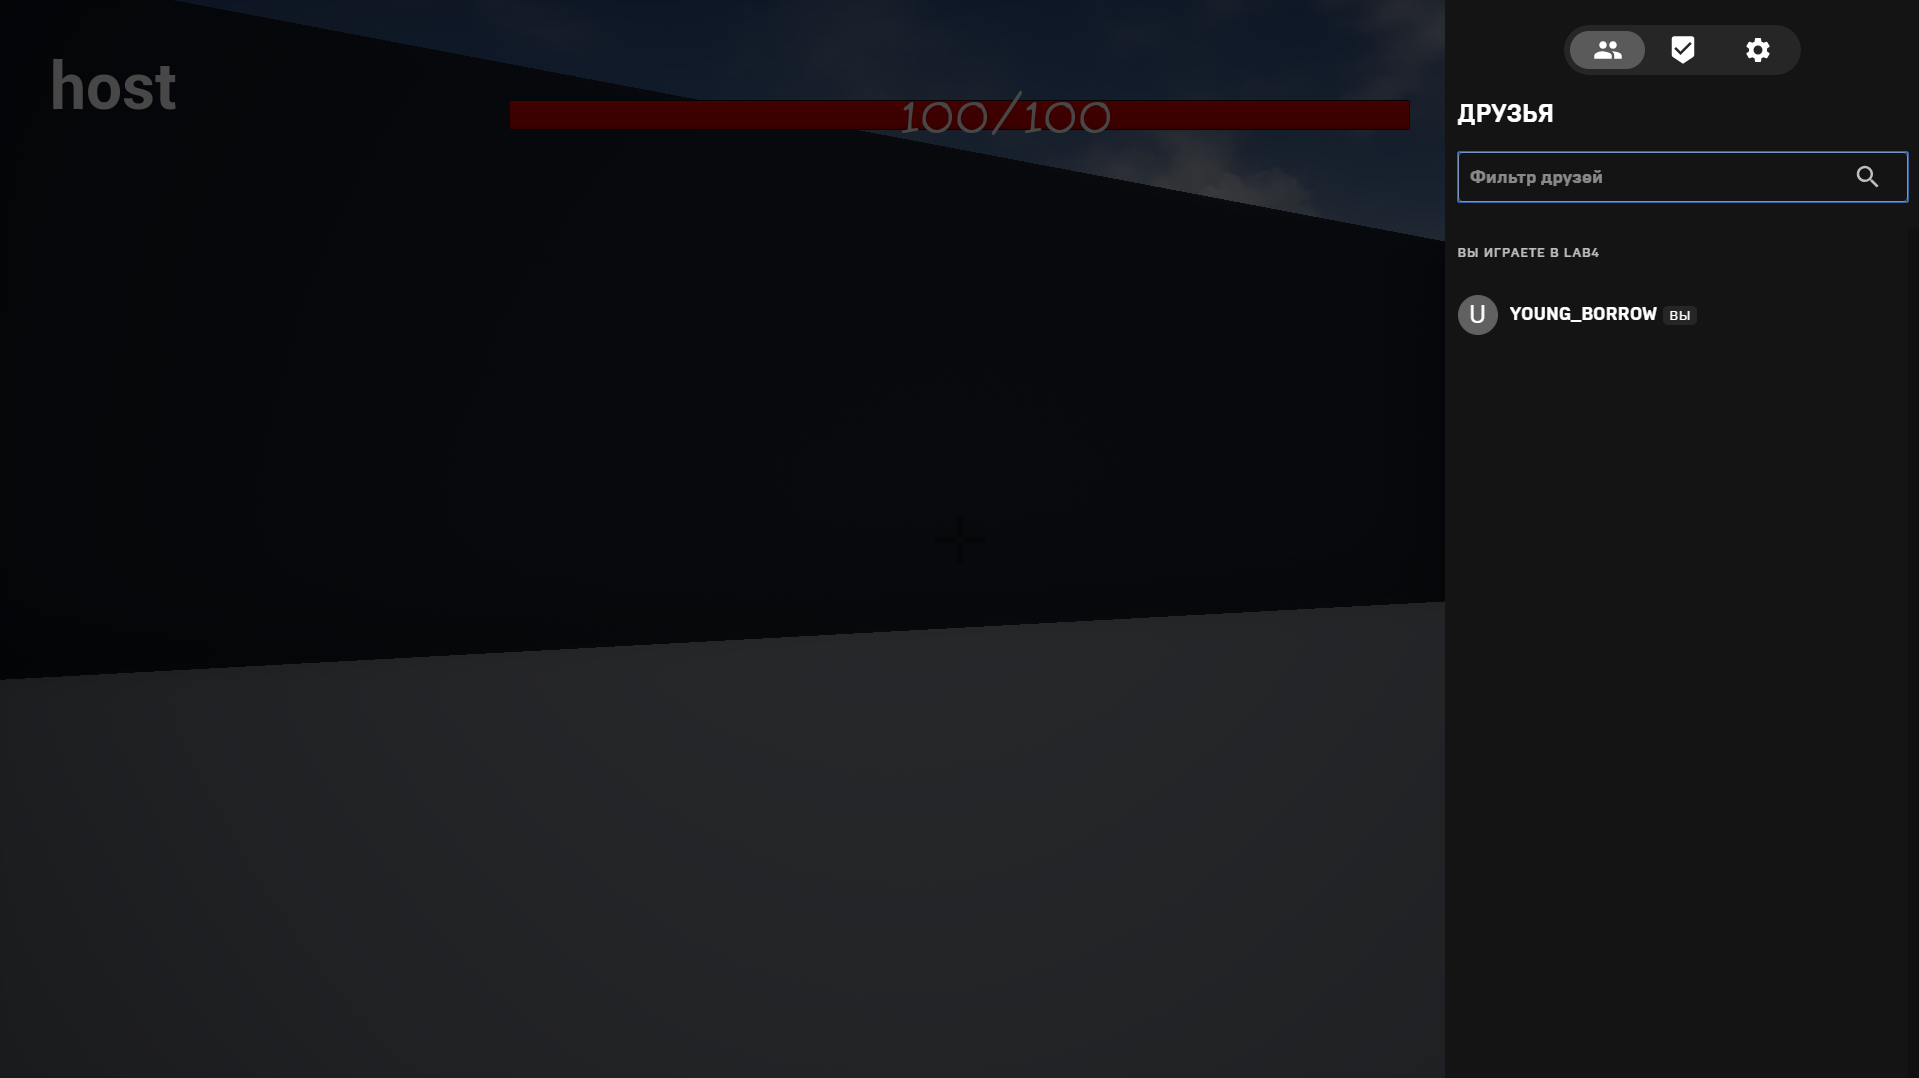 host
100/100
ДРУЗЬЯ
Фильтр друзей
ВЫ ИГРАЕТЕ В LAB4
U
YOUNG_BORROW ВЫ